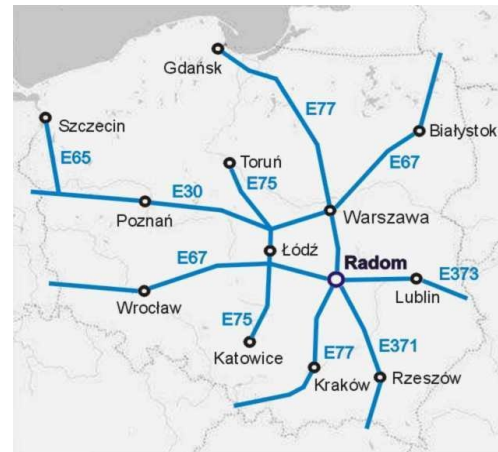 Gdańsk
E77
Szczecin
Białystok
E65
Toruń
E67
E75
E30
Poznań
Warszawa
Łódź
E67
Radom
E373
Wrocław
Lublin
E75
Katowice
E77
E371
Kraków
Rzeszów